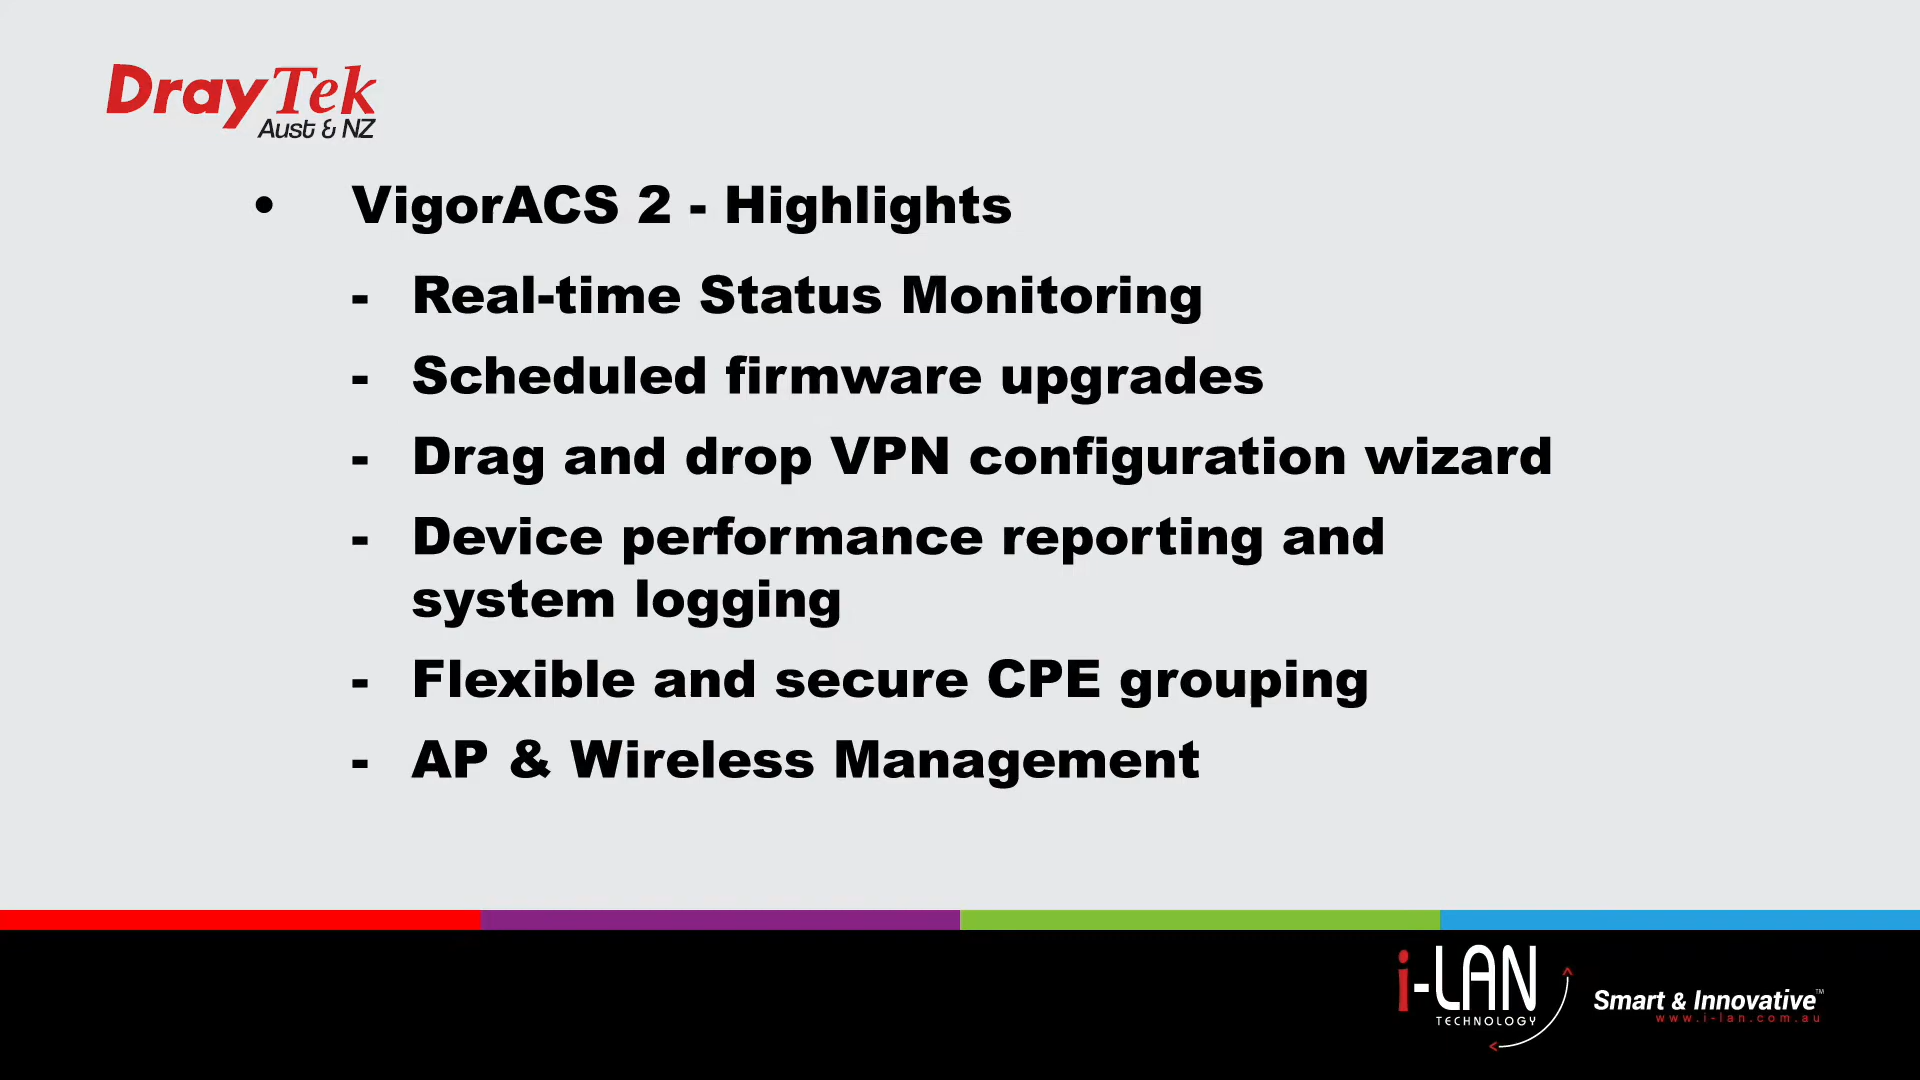 DrayTek
Aust & NZ
• VigorACS 2 - Highlights
- Real-time Status Monitoring
- Scheduled firmware upgrades
- Drag and drop VPN configuration wizard
- Device performance reporting and
system logging
- Flexible and secure CPE grouping
- AP & Wireless Management
i-LAN
TECHNOLOGY
Smart & Innovative™
www.i-lan.com.au